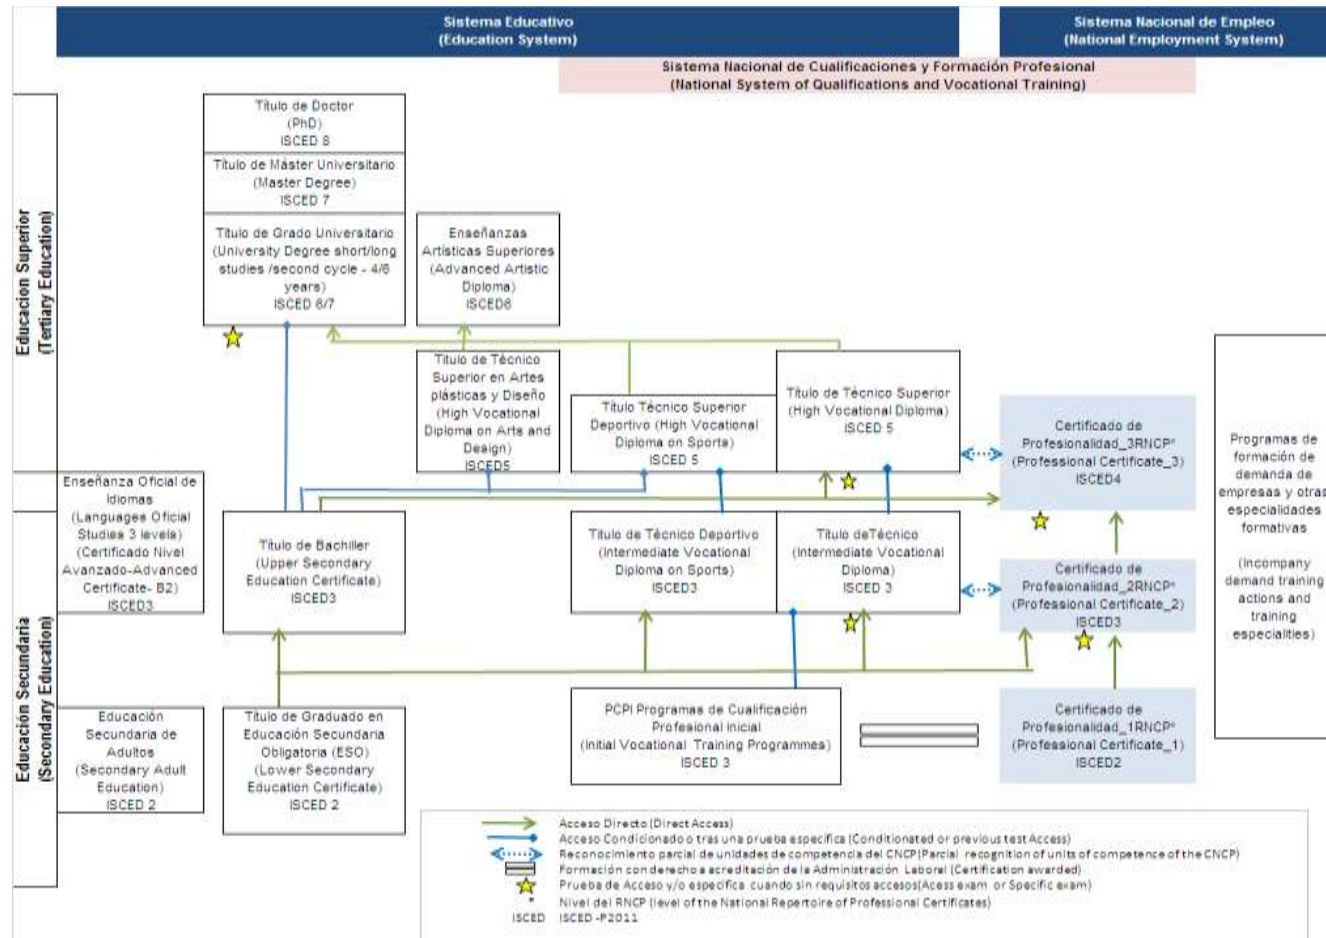 Sistema Educativo
(Education System)
Sistema Nacional de Empleo
(National Employment System)
Sistema Nacional de Cualificaciones y Formación Profesional
(National System of Qualifications and Vocational Training)
Educacion Superior
(Tertiary Education)
Título de Doctor
(PhD)
ISCED 8
Título de Máster Universitario
(Master Degree)
ISCED 7
Título de Grado Universitario
(University Degree short/long
studies /second cycle - 4/6
years)
ISCED 6/7
Enseñanzas
Artísticas Superiores
(Advanced Artistic
Diploma)
ISCED6
Título de Técnico
Superior en Artes
plásticas y Diseño
(High Vocational
Diploma on Arts and
Design)
ISCED5
Título Técnico Superior
Deportivo (High Vocational
Diploma on Sports)
ISCED 5
Título de Técnico Superior
(High Vocational Diploma)
ISCED 5
Certificado de
Profesionalidad_3RNCP*
(Professional Certificate_3)
ISCED4
Programas de
formación de
demanda de
empresas y otras
especialidades
formativas
(Incompany
demand training
actions and
training
especialities)
Enseñanza Oficial de
Idiomas
(Languages Oficial
Studies 3 levels)
(Certificado Nivel
Avanzado-Advanced
Certificate- B2)
ISCED3
Educación Secundaria
(Secondary Education)
Título de Bachiller
(Upper Secondary
Education Certificate)
ISCED3
Título de Técnico Deportivo
(Intermediate Vocational
Diploma on Sports)
ISCED3
Título deTécnico
(Intermediate Vocational
Diploma)
ISCED 3
Certificado de
Profesionalidad_2RNCP*
(Professional Certificate_2)
ISCED3
Educación
Secundaria de
Adultos
(Secondary Adult
Education)
ISCED 2
Título de Graduado en
Educación Secundaria
Obligatoria (ESO)
(Lower Secondary
Education Certificate)
ISCED 2
PCPI Programas de Cualificación
Profesional Inicial
(Initial Vocational Training Programmes)
ISCED 3
Certificado de
Profesionalidad_1RNCP*
(Professional Certificate_1)
ISCED2
Acceso Directo (Direct Access)
Acceso Condicionado o tras una prueba especifica (Conditionated or previous test Access)
Reconocimiento parcial de unidades de competencia del CNCP(Parcial recognition of units of competence of the CNCP)
Formación con derecho a acreditación de la Administración Laboral (Certification awarded)
Prueba de Acceso y/o especifica cuando sin requisitos accesos(Acess exam or Specific exam)
* Nivel del RNCP (level of the National Repertoire of Professional Certificates)
ISCED ISCED -P2011